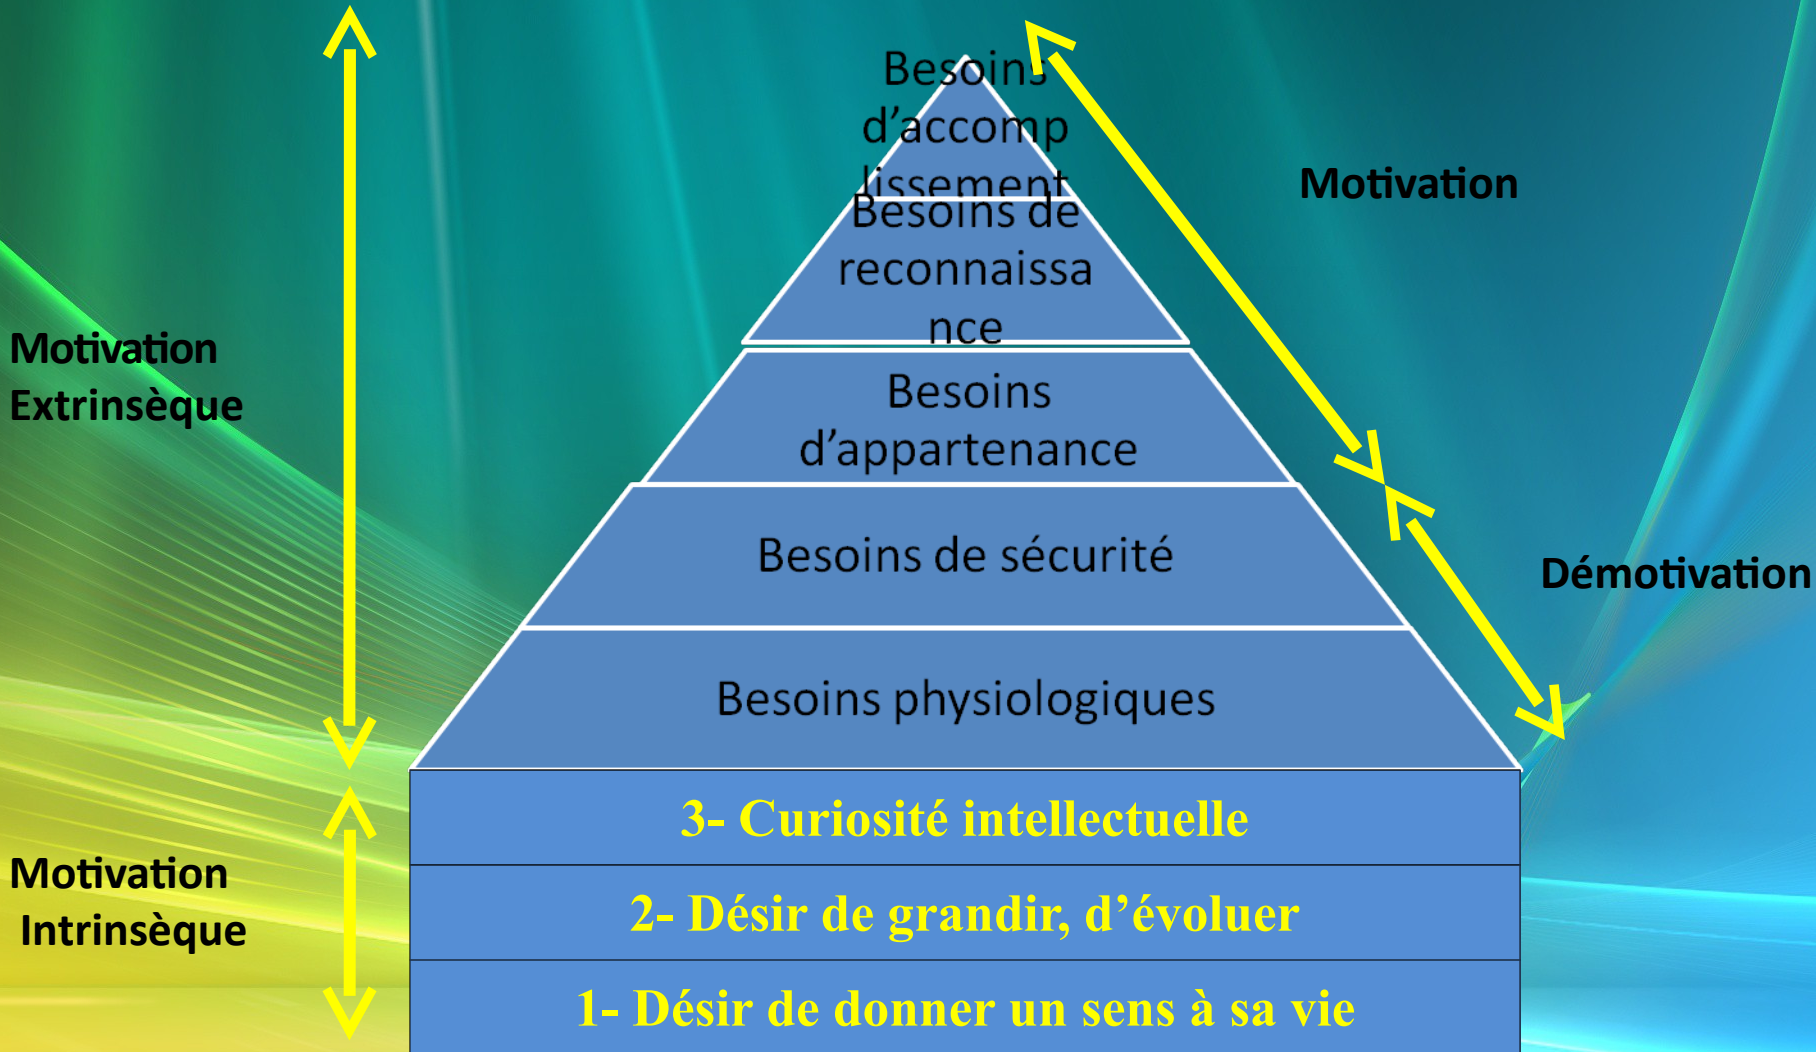 Besoins
d’accomp
lissement
Besoins de
reconnaissa
nce
Besoins
d’appartenance
Besoins de sécurité
Besoins physiologiques
3- Curiosité intellectuelle
2- Désir de grandir, d’évoluer
1- Désir de donner un sens à sa vie
Motivation
Extrinsèque
Motivation
Intrinsèque
Motivation
Démotivation